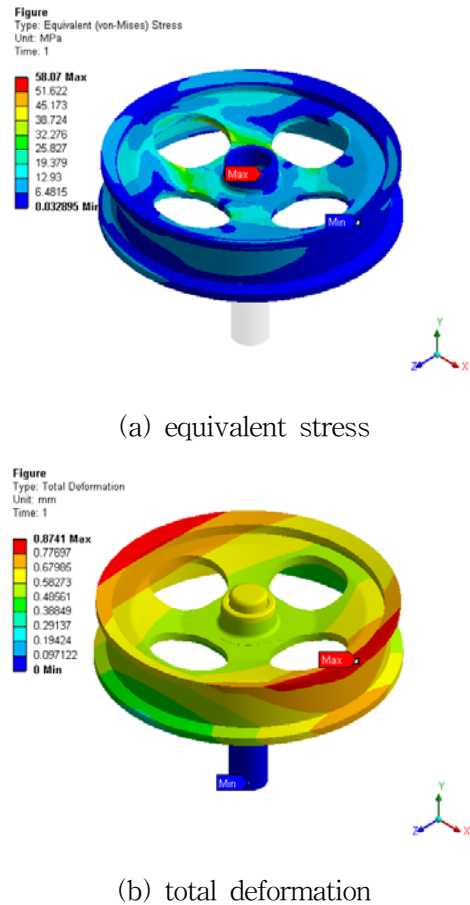 Figure
Type: Equivalent (von-Mises) Stress
Unit: MPa
Time: 1
58.07 Max
51.622
45.173
38.724
32.276
25.827
19.379
12.93
6.4815
0.032895 Min
Max
Min
Y
Z
X
(a) equivalent stress
Figure
Type: Total Deformation
Unit: mm
Time: 1
0.8741 Max
0.77697
0.67985
0.58273
0.48561
0.38849
0.29137
0.19424
0.097122
0 Min
Max
Min
Y
Z
X
(b) total deformation